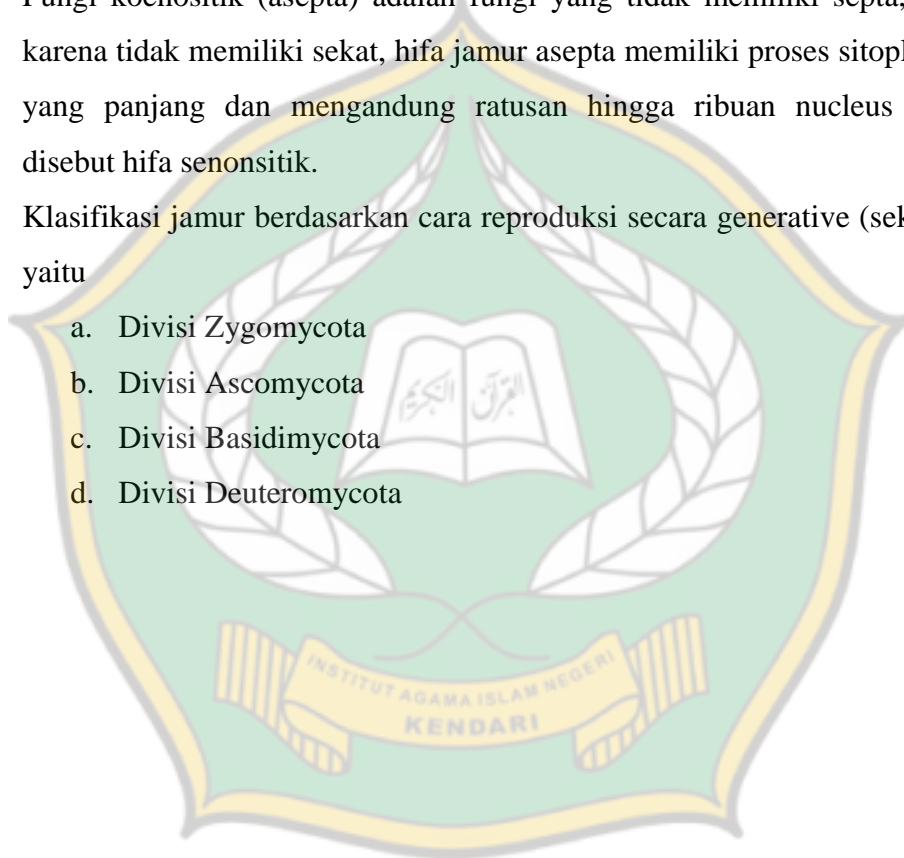 Fungi koenositik (asepta) adalah fungi yang tidak memiliki septa,
karena tidak memiliki sekat, hifa jamur asepta memiliki proses
yang panjang dan mengandung ratusan hingga ribuan nucleus
disebut hifa senonsitik.
Klasifikasi jamur berdasarkan cara reproduksi secara generative
yaitu
a. Divisi Zygomycota
b. Divisi Ascomycota
القرآن الكريم
c. Divisi Basidimycota
d. Divisi Deuteromycota
INSTITUT AGAMA ISLAM NEGERI
KENDARI